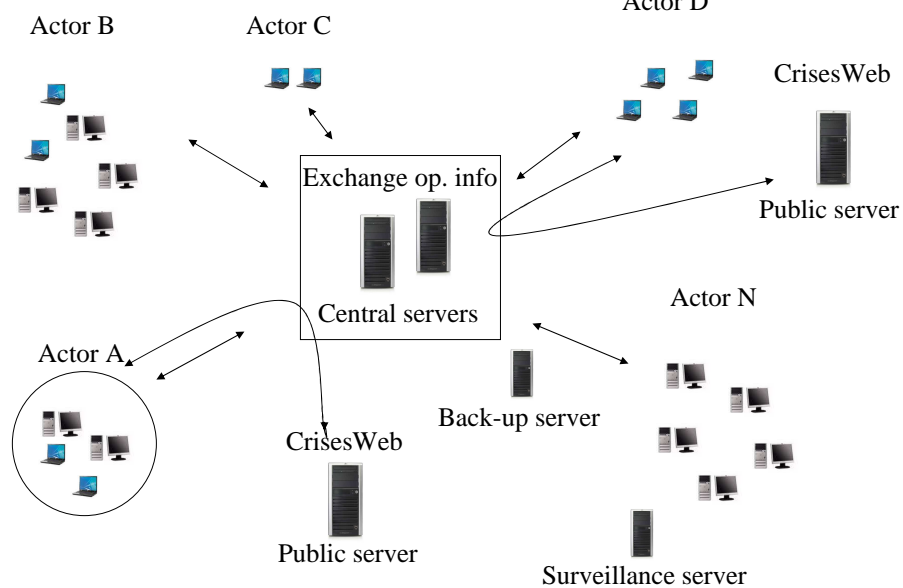 Actor D
Actor B
Actor C
CrisesWeb
Exchange op. info
Public server
Actor N
Central servers
Actor A
Back-up server
CrisesWeb
Public server
Surveillance server